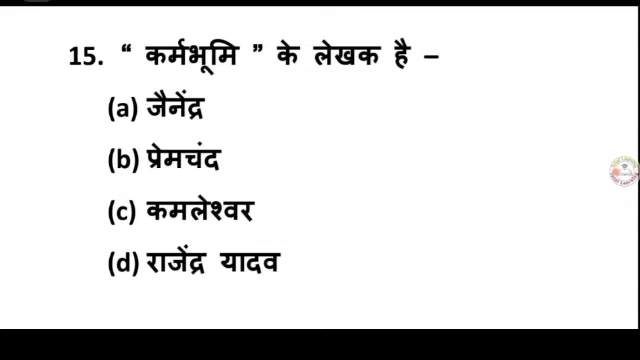 15. “ कर्मभूमि ” के लेखक है –
(a) जैनेंद्र
(b) प्रेमचंद
(c) कमलेश्वर
(d) राजेंद्र यादव